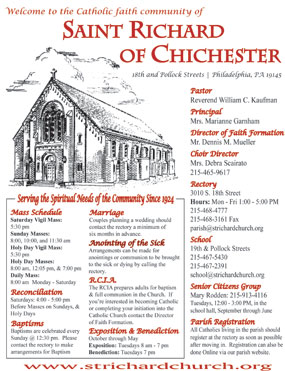 Welcome to the Catholic faith community of
SAINT RICHARD
OF CHICHESTER
18th and Pollock Streets | Philadelphia, PA 19145
Pastor
Reverend William C. Kaufman
Principal
Mrs. Marianne Garnham
Director of Faith Formation
Mr. Dennis M. Mueller
Choir Director
Mrs. Debra Scairato
215-465-9617
Rectory
3010 S. 18th Street
Hours: Mon - Fri 1:00 - 5:00 PM
215-468-4777
215-468-3161 Fax
parish@strichardchurch.org
School
19th & Pollock Streets
215-467-5430
215-467-2391
school@strichardchurch.org
Senior Citizens Group
Mary Rodden: 215-913-4116
Tuesdays, 12:00 - 3:00 PM, in the
school hall, September through June
Parish Registration
All Catholics living in the parish should
register at the rectory as soon as possible
after moving in. Registration can also be
done Online via our parish website.
Serving the Spiritual Needs of the Community Since 1924
Mass Schedule
Saturday Vigil Mass:
5:30 pm
Sunday Masses:
8:00, 10:00, and 11:30 am
Holy Day Vigil Mass:
5:30 pm
Holy Day Masses:
8:00 am, 12:05 pm, & 7:00 pm
Daily Mass:
8:00 am Monday - Saturday
Reconciliation
Saturdays: 4:00 - 5:00 pm
Before Masses on Sundays, &
Holy Days
Baptisms
Baptisms are celebrated every
Sunday @ 12:30 pm. Please
contact the rectory to make
arrangements for Baptism
Marriage
Couples planning a wedding should
contact the rectory a minimum of
six months in advance.
Anointing of the Sick
Arrangements can be made for
anointings or communion to be brought
to the sick or dying by calling the
rectory.
R.C.I.A.
The RCIA prepares adults for baptism
& full communion in the Church. If
you're interested in becoming Catholic
or completing your initiation into the
Catholic Church contact the Director
of Faith Formation.
Exposition & Benediction
October through May
Exposition: Tuesdays 8 am - 7 pm
Benediction: Tuesdays 7 pm
www.strichardchurch.org